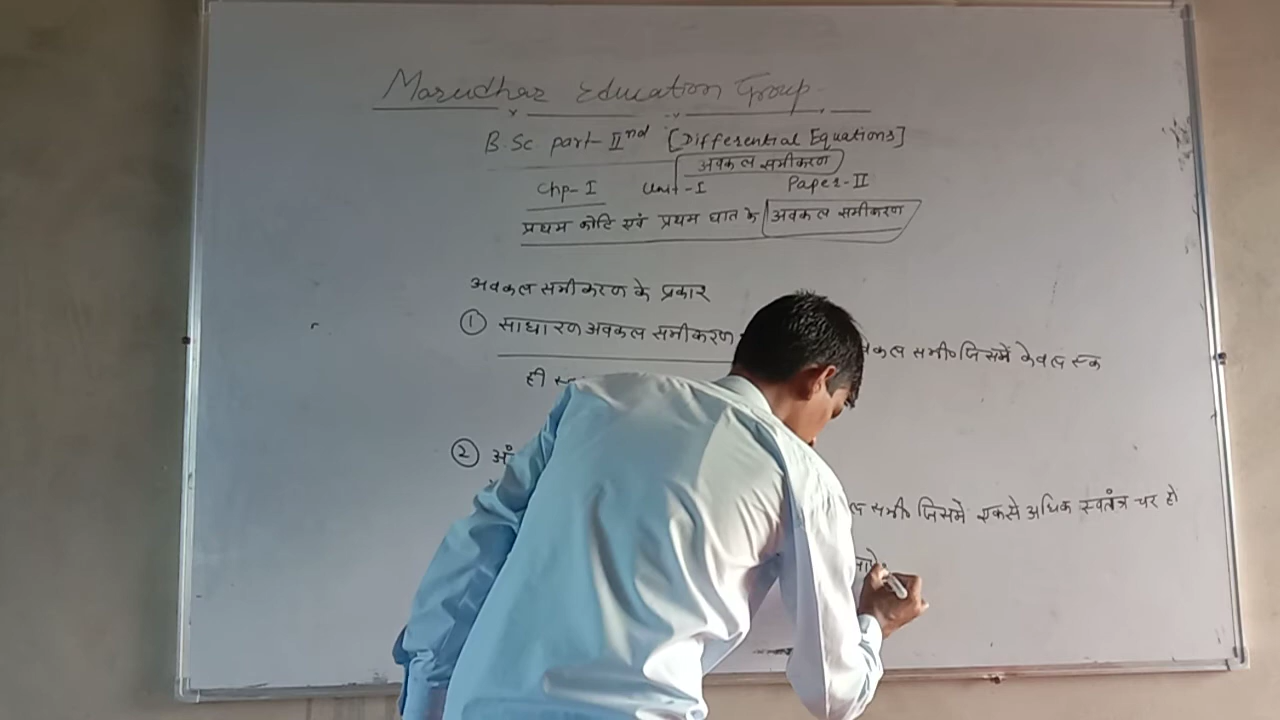 Marudhar Education Group
B.Sc part-IInd [Differential Equations]
अवकल समीकरण
Chp-I Unit-I Paper-II
प्रथम कोटि एवं प्रथम घात के अवकल समीकरण
अवकल समीकरण के प्रकार
① साधारण अवकल समीकरण समी० जिसमें केवल एक
ही
②
समी० जिसमे एकसे अधिक स्वतंत्र चर हो